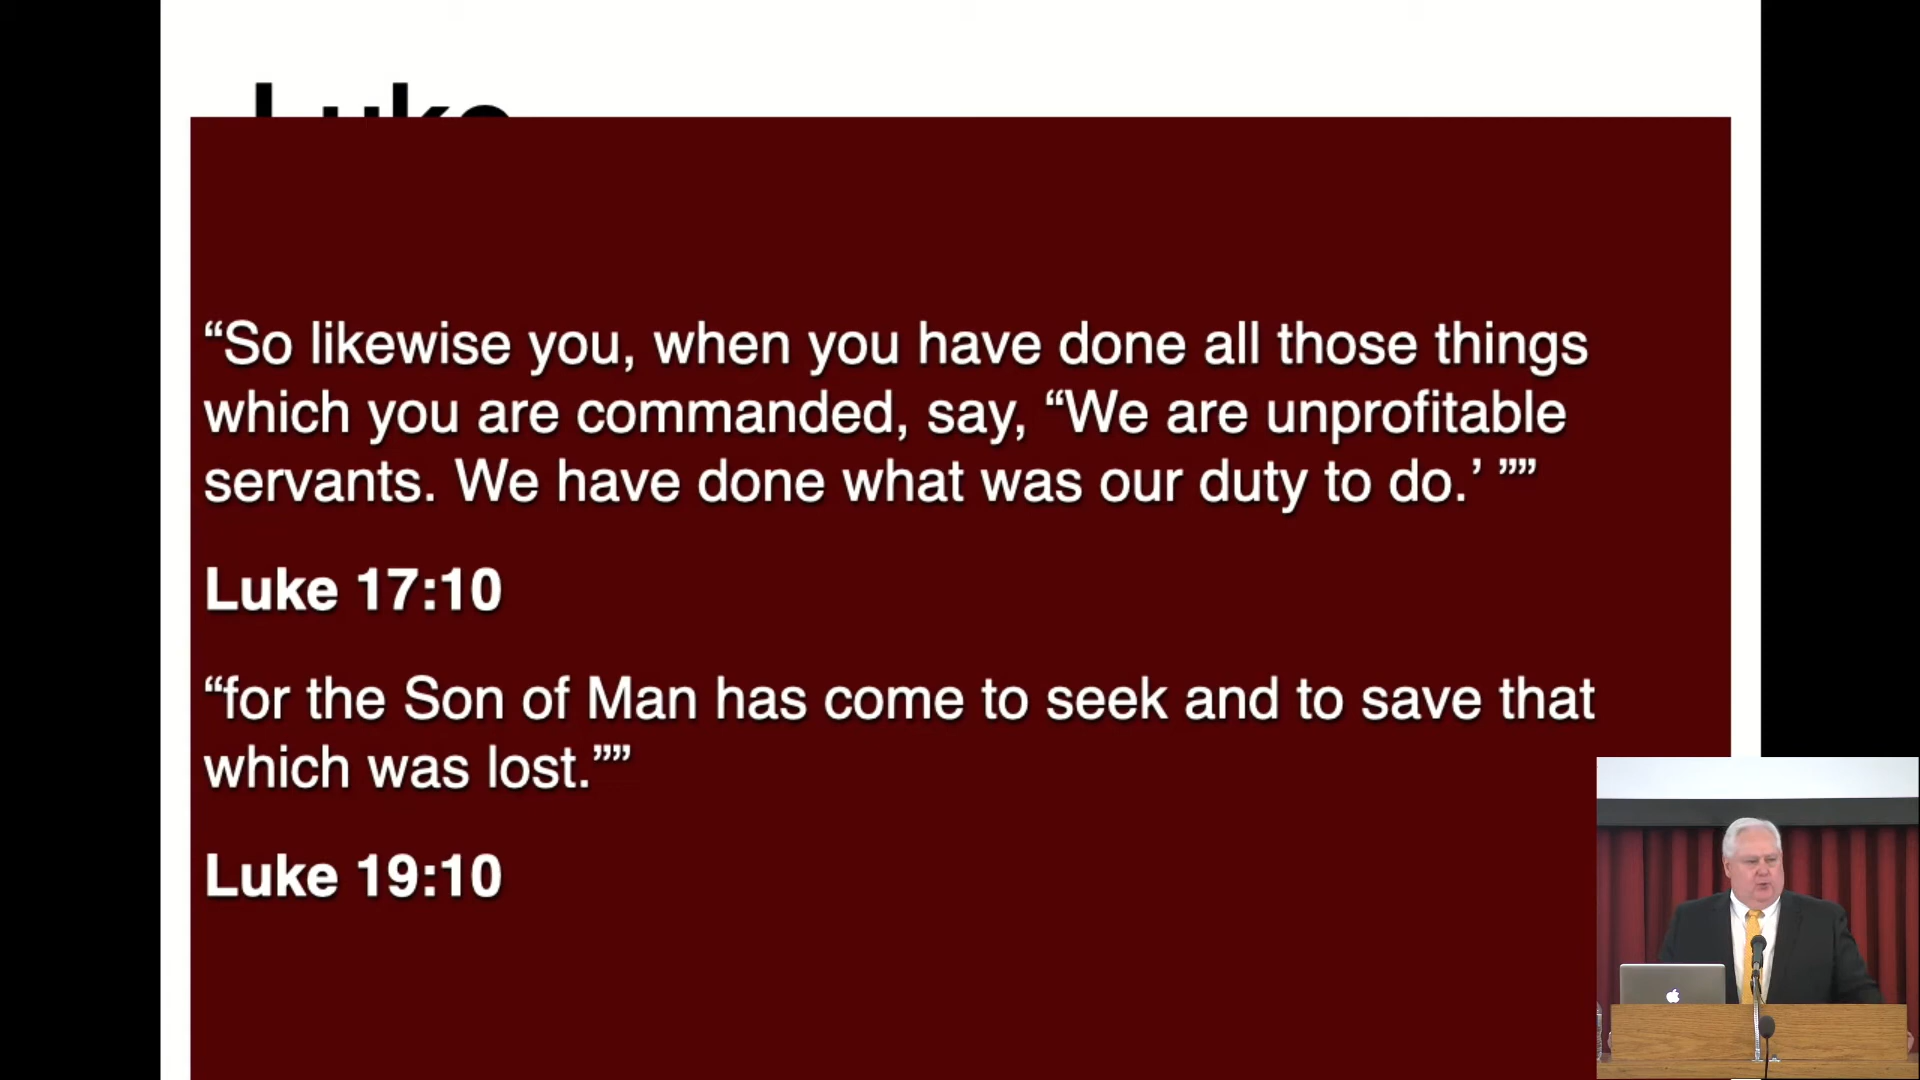 Luke
“So likewise you, when you have done all those things
which you are commanded, say, “We are unprofitable
servants. We have done what was our duty to do.’ ””
Luke 17:10
“for the Son of Man has come to seek and to save that
which was lost.””
Luke 19:10